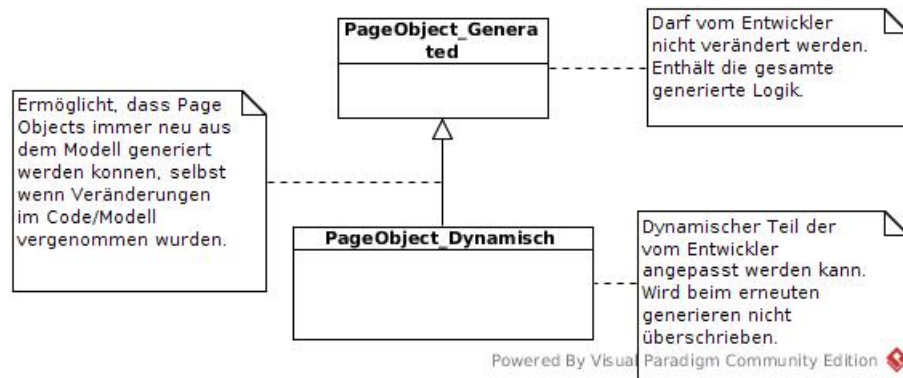 PageObject_Genera
ted
Darf vom Entwickler
nicht verändert werden.
Enthält die gesamte
generierte Logik.
Ermöglicht, dass Page
Objects immer neu aus
dem Modell generiert
werden konnen, selbst
wenn Veränderungen
im Code/Modell
vergenommen wurden.
PageObject_Dynamisch
Dynamischer Teil der
vom Entwickler
angepasst werden kann.
Wird beim erneuten
generieren nicht
überschrieben.
Powered By Visual Paradigm Community Edition